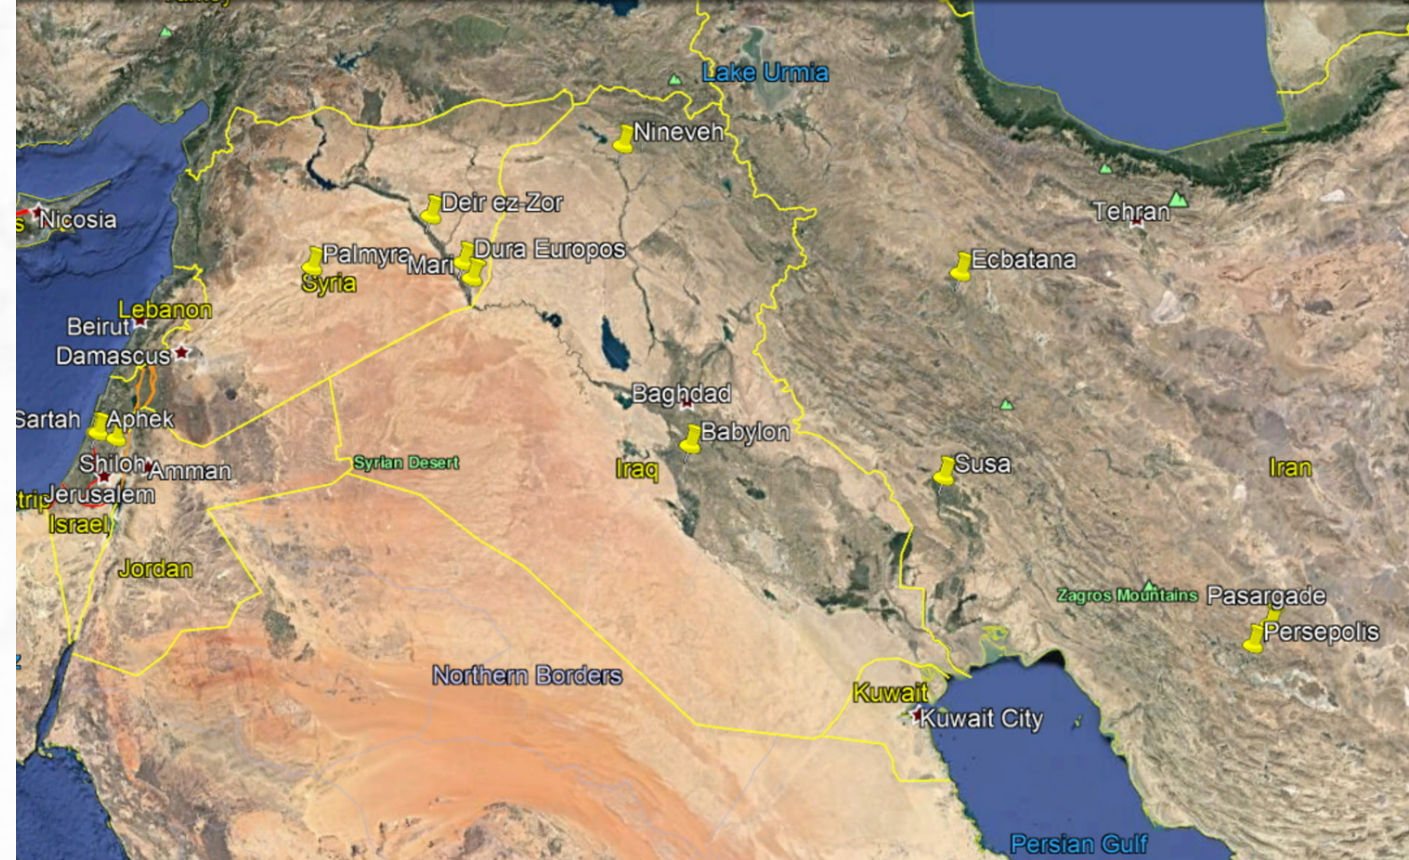 Turkey
Lake Urmia
Nineveh
Deir ez-Zor
Nicosia
s
Tehran
Dura Europos
Palmyra
Mari
Ecbatana
Syria
Lebanon
Beirut
Damascus
Baghdad
Sartah
Aphek
Babylon
Shiloh
Amman
Syrian Desert
Iraq
Susa
Iran
Jerusalem
trip
Israel
Jordan
Zagros Mountains
Pasargade
Persepolis
z
Northern Borders
Kuwait
Kuwait City
Persian Gulf